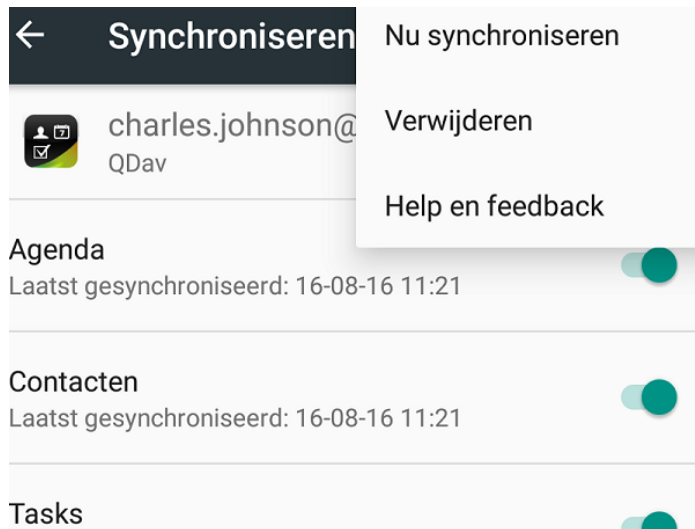 Synchroniseren
Nu synchroniseren
Verwijderen
Help en feedback
charles.johnson@
QDav
Agenda
Laatst gesynchroniseerd: 16-08-16 11:21
Contacten
Laatst gesynchroniseerd: 16-08-16 11:21
Tasks